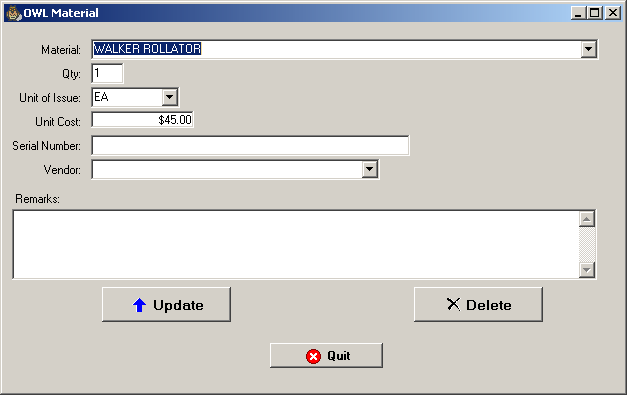 OWL Material
Material: WALKER ROLLATOR
Qty: 1
Unit of Issue: EA
Unit Cost: $45.00
Serial Number:
Vendor:
Remarks:
Update Delete
Quit